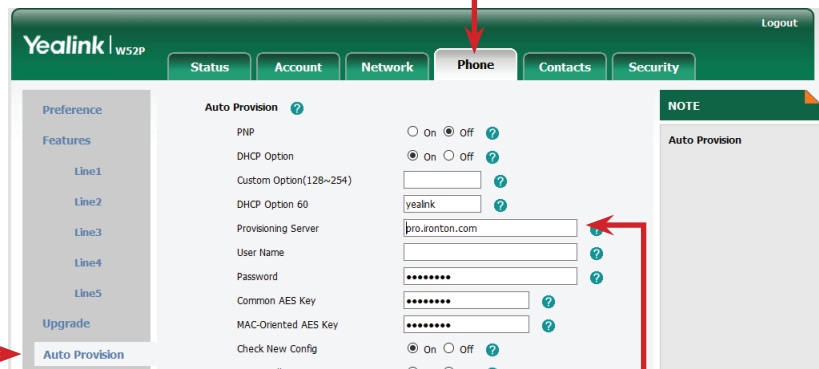 Logout
Yealink | W52P
Status Account Network Phone Contacts Security
Preference
Features
Line1
Line2
Line3
Line4
Line5
Upgrade
Auto Provision
Auto Provision ?
PNP On Off ?
DHCP Option On Off ?
Custom Option(128~254) ?
DHCP Option 60 yealink ?
Provisioning Server pro.ironton.com ?
User Name ?
Password •••••••• ?
Common AES Key •••••••• ?
MAC-Oriented AES Key •••••••• ?
Check New Config On Off ?
NOTE
Auto Provision